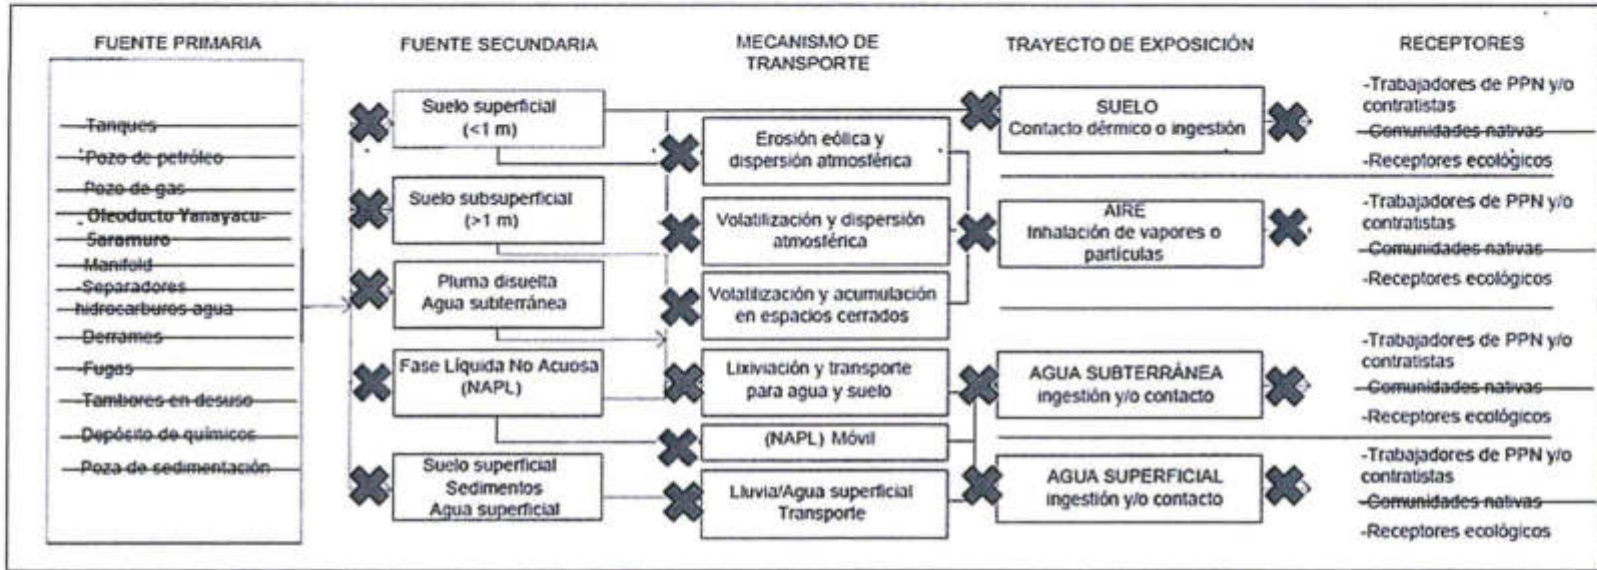 FUENTE PRIMARIA
-Tanques
-Pozo de petróleo
-Pozo de gas
-Oleoducto Yanayacu-
Saramuro
-Manifold
-Separadores
hidrocarburos agua
-Derrames
-Fugas
-Tambores en desuso
-Depósito de químicos
-Poza de sedimentación
FUENTE SECUNDARIA
Suelo superficial
(<1 m)
Suelo subsuperficial
(>1 m)
Pluma disuelta
Agua subterránea
Fase Líquida No Acuosa
(NAPL)
Suelo superficial
Sedimentos
Agua superficial
MECANISMO DE
TRANSPORTE
Erosión eólica y
dispersión atmosférica
Volatilización y dispersión
atmosférica
Volatilización y acumulación
en espacios cerrados
Lixiviación y transporte
para agua y suelo
(NAPL) Móvil
Lluvia/Agua superficial
Transporte
TRAYECTO DE EXPOSICIÓN
SUELO
Contacto dérmico o ingestión
AIRE
Inhalación de vapores o
partículas
AGUA SUBTERRÁNEA
ingestión y/o contacto
AGUA SUPERFICIAL
ingestión y/o contacto
RECEPTORES
-Trabajadores de PPN y/o
contratistas
-Comunidades nativas
-Receptores ecológicos
-Trabajadores de PPN y/o
contratistas
-Comunidades nativas
-Receptores ecológicos
-Trabajadores de PPN y/o
contratistas
-Comunidades nativas
-Receptores ecológicos
-Trabajadores de PPN y/o
contratistas
-Comunidades nativas
-Receptores ecológicos